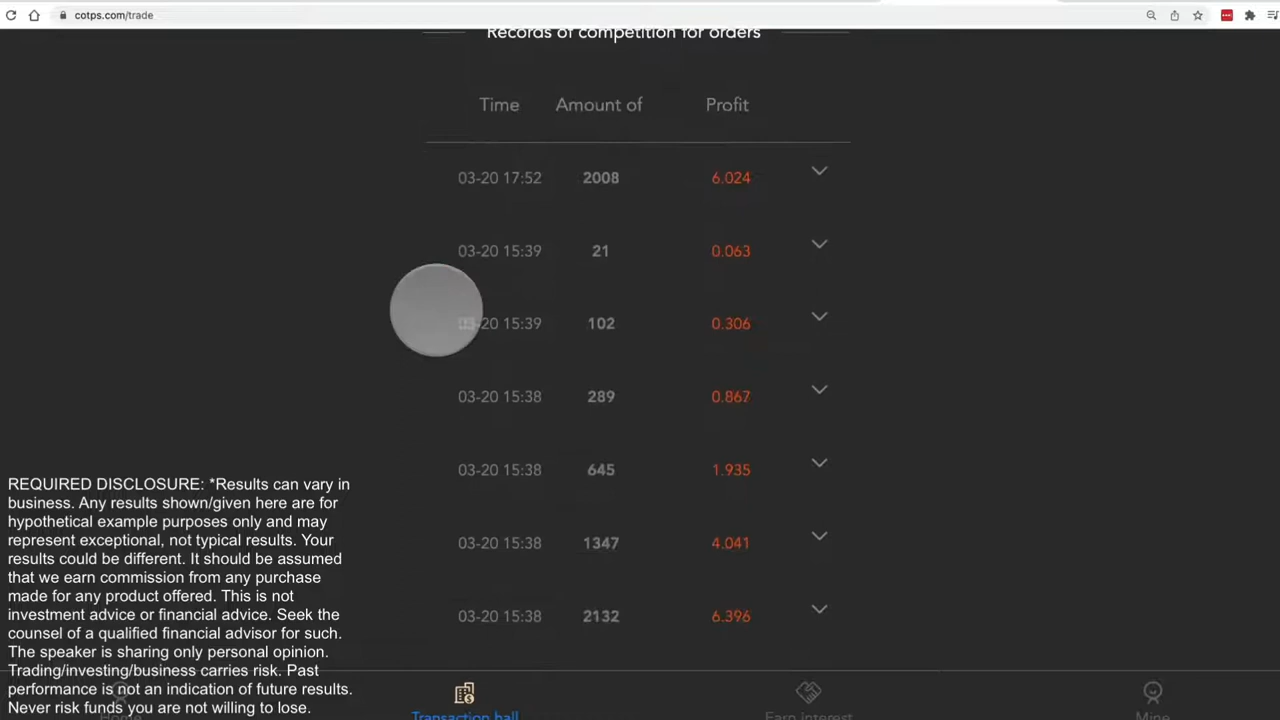 cotps.com/trade
Records of competition for orders
Time Amount of Profit
03-20 17:52 2008 6.024
03-20 15:39 21 0.063
03-20 15:39 102 0.306
03-20 15:38 289 0.867
03-20 15:38 645 1.935
03-20 15:38 1347 4.041
03-20 15:38 2132 6.396
REQUIRED DISCLOSURE: *Results can vary in
business. Any results shown/given here are for
hypothetical example purposes only and may
represent exceptional, not typical results. Your
results could be different. It should be assumed
that we earn commission from any purchase
made for any product offered. This is not
investment advice or financial advice. Seek the
counsel of a qualified financial advisor for such.
The speaker is sharing only personal opinion.
Trading/investing/business carries risk. Past
performance is not an indication of future results.
Never risk funds you are not willing to lose.
Home Transaction hall Earn interest Mine